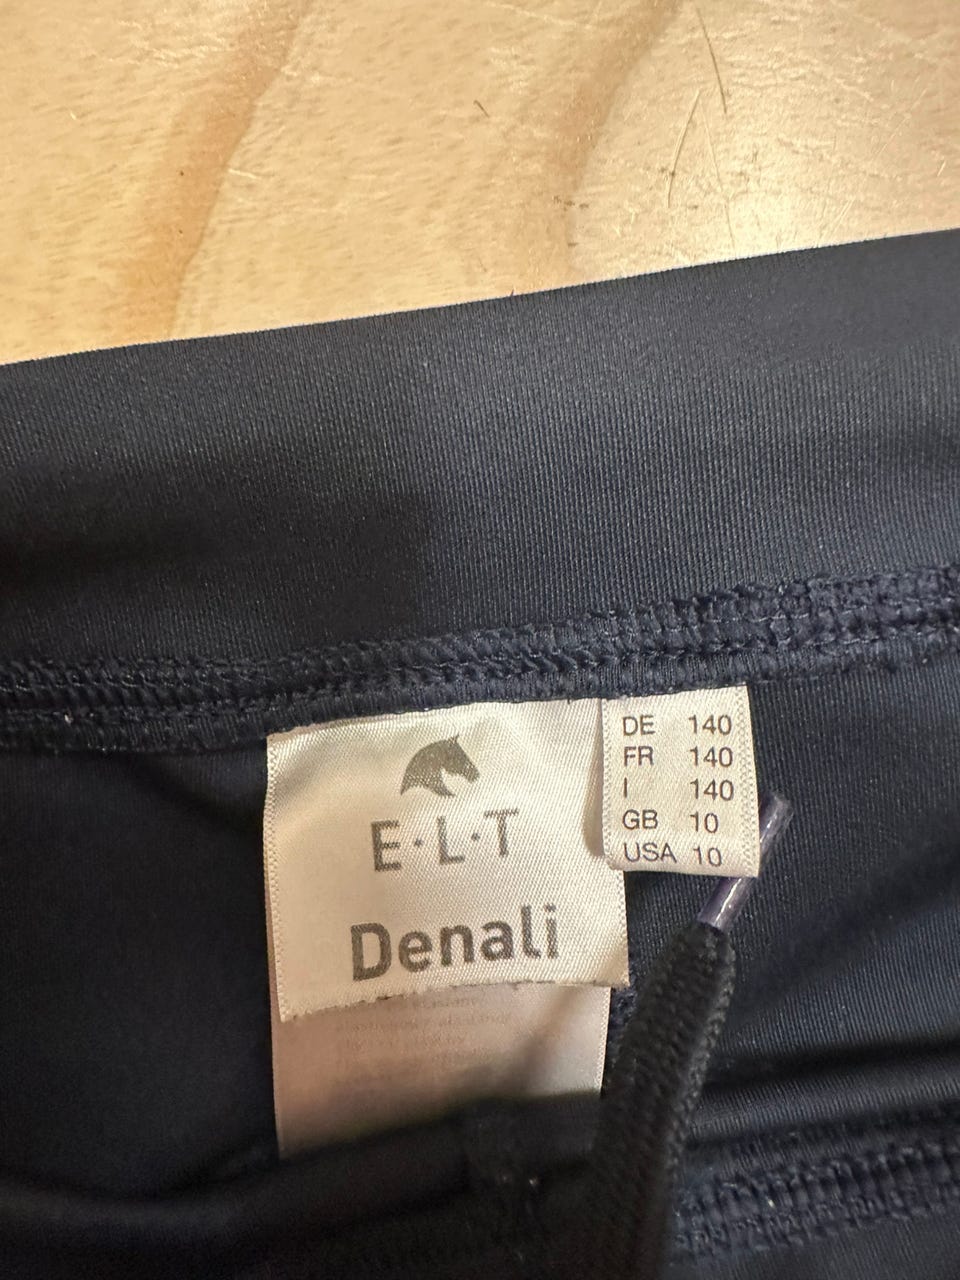 E·L·T
Denali
DE 140
FR 140
I 140
GB 10
USA 10